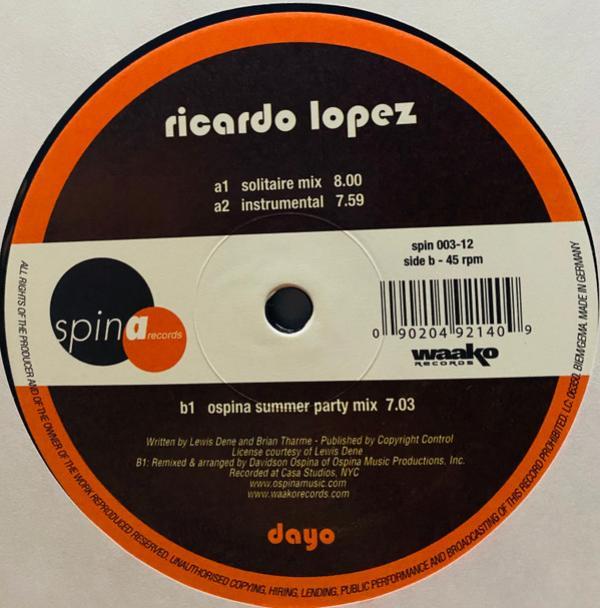 ricardo lopez
a1 solitaire mix 8.00
a2 instrumental 7.59
spin 003-12
side b - 45 rpm
spina records
0 90204 92140 9
waako
RECORDS
b1 ospina summer party mix 7.03
Written by Lewis Dene and Brian Tharme - Published by Copyright Control
License courtesy of Lewis Dene
B1: Remixed & arranged by Davidson Ospina of Ospina Music Productions, Inc.
Recorded at Casa Studios, NYC
www.ospinamusic.com
www.waakorecords.com
dayo
ALL RIGHTS OF THE PRODUCER AND OF THE OWNER OF THE WORK REPRODUCED RESERVED. UNAUTHORISED COPYING, HIRING, LENDING, PUBLIC PERFORMANCE AND BROADCASTING OF THIS RECORD PROHIBITED. LC 06350, BIEM/GEMA, MADE IN GERMANY